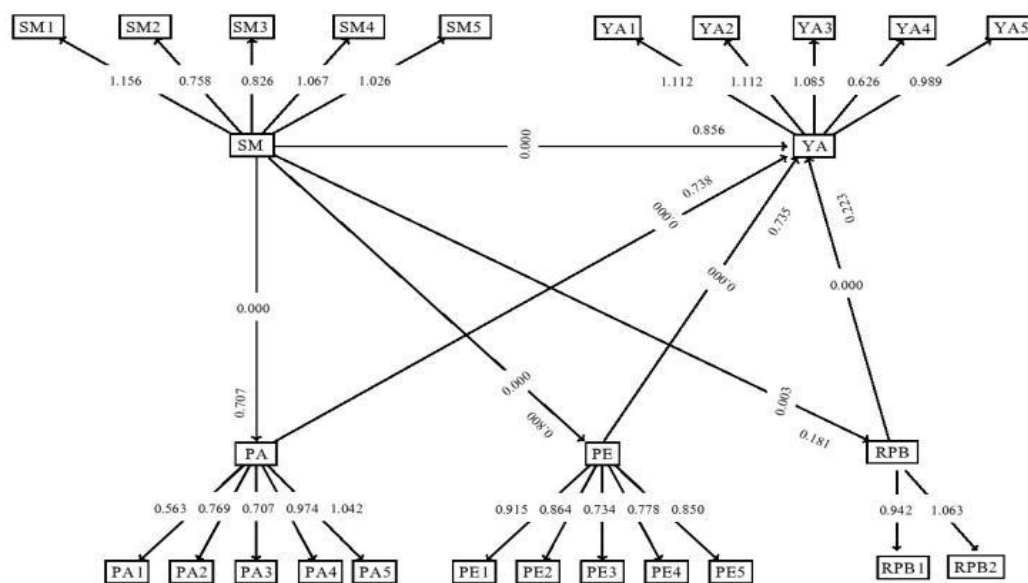 SM1 SM2 SM3 SM4 SM5 YA1 YA2 YA3 YA4 YA5
1.156 0.758 0.826 1.067 1.026 1.112 1.112 1.085 0.626 0.989
0.856
SM 0.000 YA
0.738
0.735
0.223
0.000
0.000
0.000
0.000
0.707
0.000
0.800
0.003
0.181
PA PE RPB
0.563 0.769 0.707 0.974 1.042 0.915 0.864 0.734 0.778 0.850 0.942 1.063
PA1 PA2 PA3 PA4 PA5 PE1 PE2 PE3 PE4 PE5 RPB1 RPB2